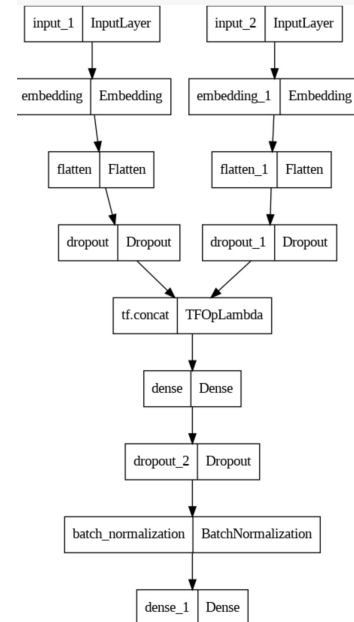 input_1 InputLayer input_2 InputLayer
embedding Embedding embedding_1 Embedding
flatten Flatten flatten_1 Flatten
dropout Dropout dropout_1 Dropout
tf.concat TFOpLambda
dense Dense
dropout_2 Dropout
batch_normalization BatchNormalization
dense_1 Dense